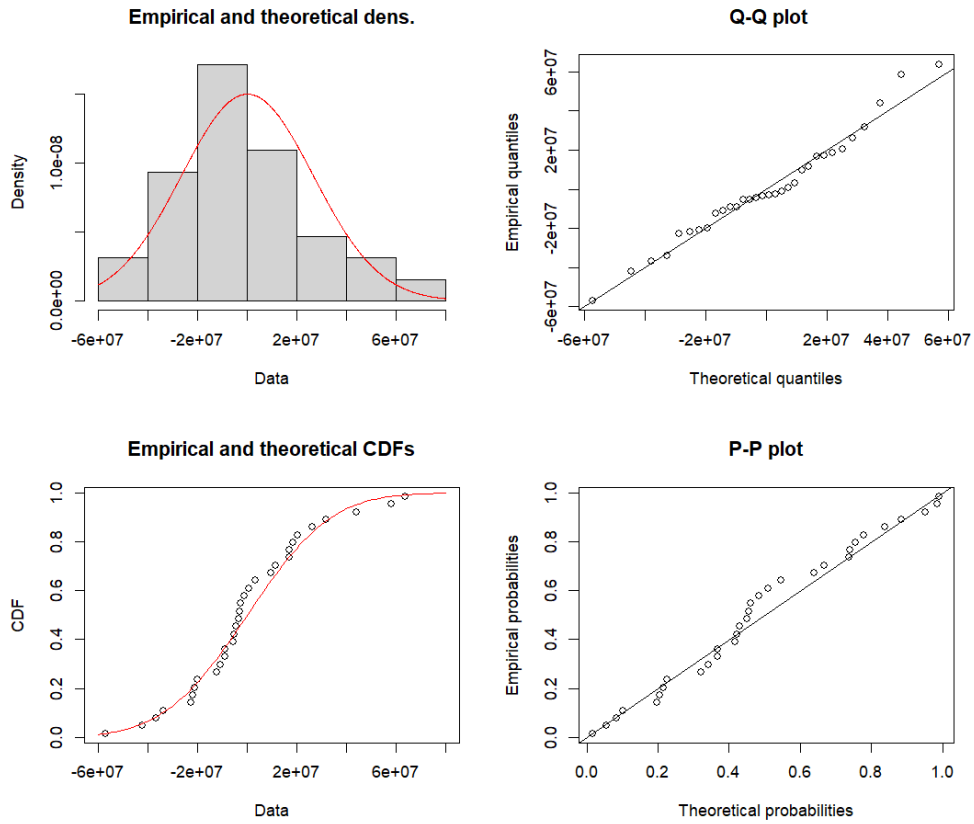 Empirical and theoretical dens.
Density
0.0e+00
1.0e-08
-6e+07 -2e+07 2e+07 6e+07
Data
Q-Q plot
Empirical quantiles
-6e+07 -2e+07 2e+07 6e+07
-6e+07 -2e+07 2e+07 4e+07 6e+07
Theoretical quantiles
Empirical and theoretical CDFs
CDF
0.0 0.2 0.4 0.6 0.8 1.0
-6e+07 -2e+07 2e+07 6e+07
Data
P-P plot
Empirical probabilities
0.0 0.2 0.4 0.6 0.8 1.0
0.0 0.2 0.4 0.6 0.8 1.0
Theoretical probabilities